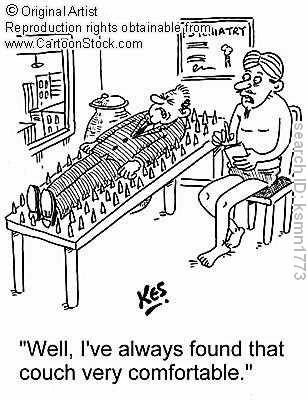 © Original Artist
Reproduction rights obtainable from
www.CartoonStock.com
PSYCHIATRY
search ID: ksmn1773
KES.
"Well, I've always found that
couch very comfortable."